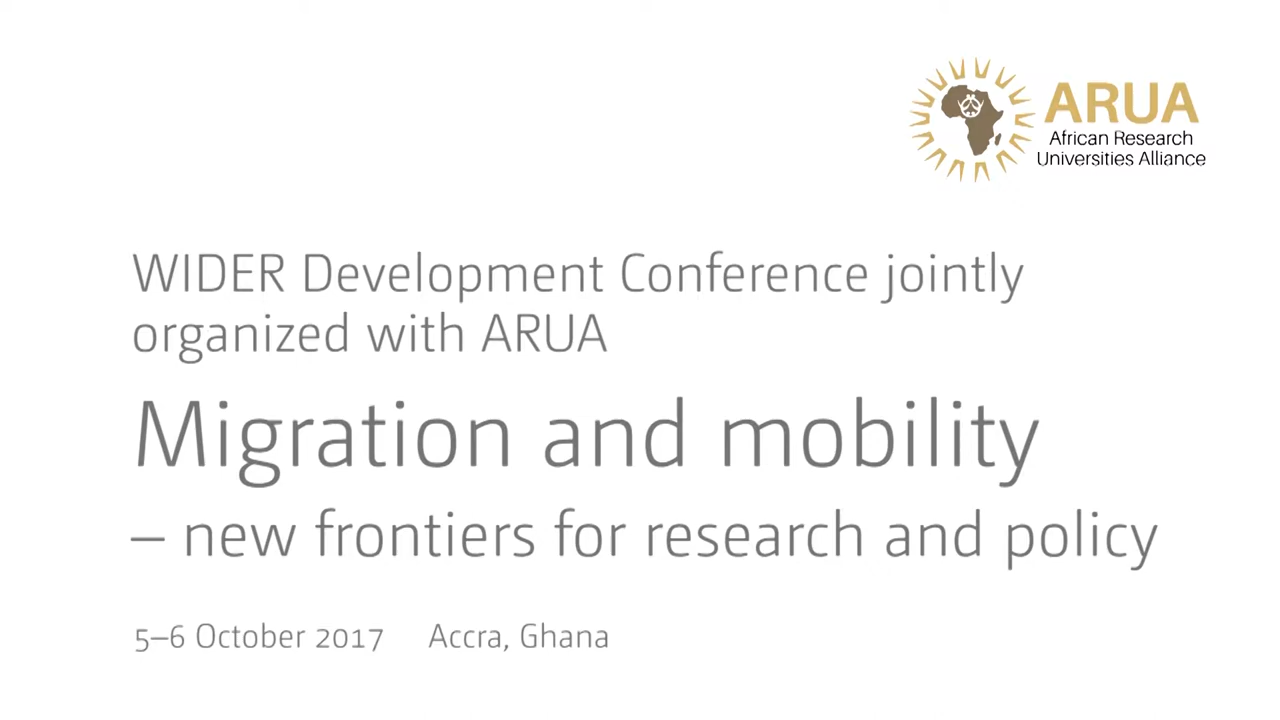 ARUA
African Research
Universities Alliance
WIDER Development Conference jointly
organized with ARUA
Migration and mobility
– new frontiers for research and policy
5–6 October 2017 Accra, Ghana